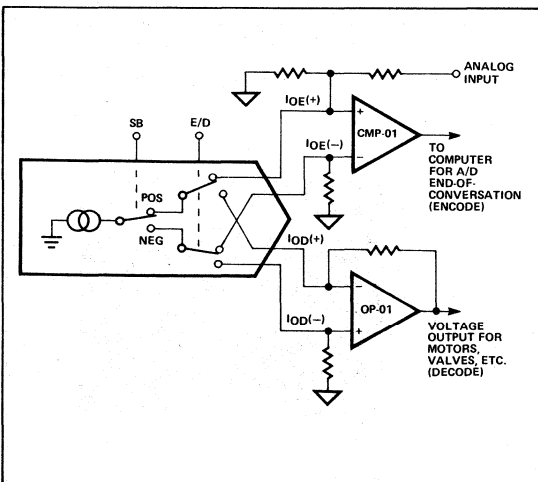 ANALOG
INPUT
SB
E/D
IOE(+)
+
CMP-01
IOE(−)
−
TO
COMPUTER
FOR A/D
END-OF-
CONVERSATION
(ENCODE)
POS
NEG
IOD(+)
−
OP-01
IOD(−)
+
VOLTAGE
OUTPUT FOR
MOTORS,
VALVES, ETC.
(DECODE)